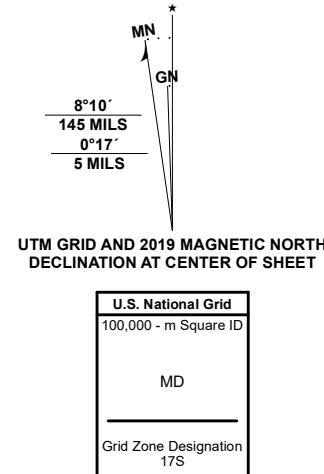 ★
MN
GN
8°10´
145 MILS
0°17´
5 MILS
UTM GRID AND 2019 MAGNETIC NORTH
DECLINATION AT CENTER OF SHEET
U.S. National Grid
100,000 - m Square ID
MD
Grid Zone Designation
17S